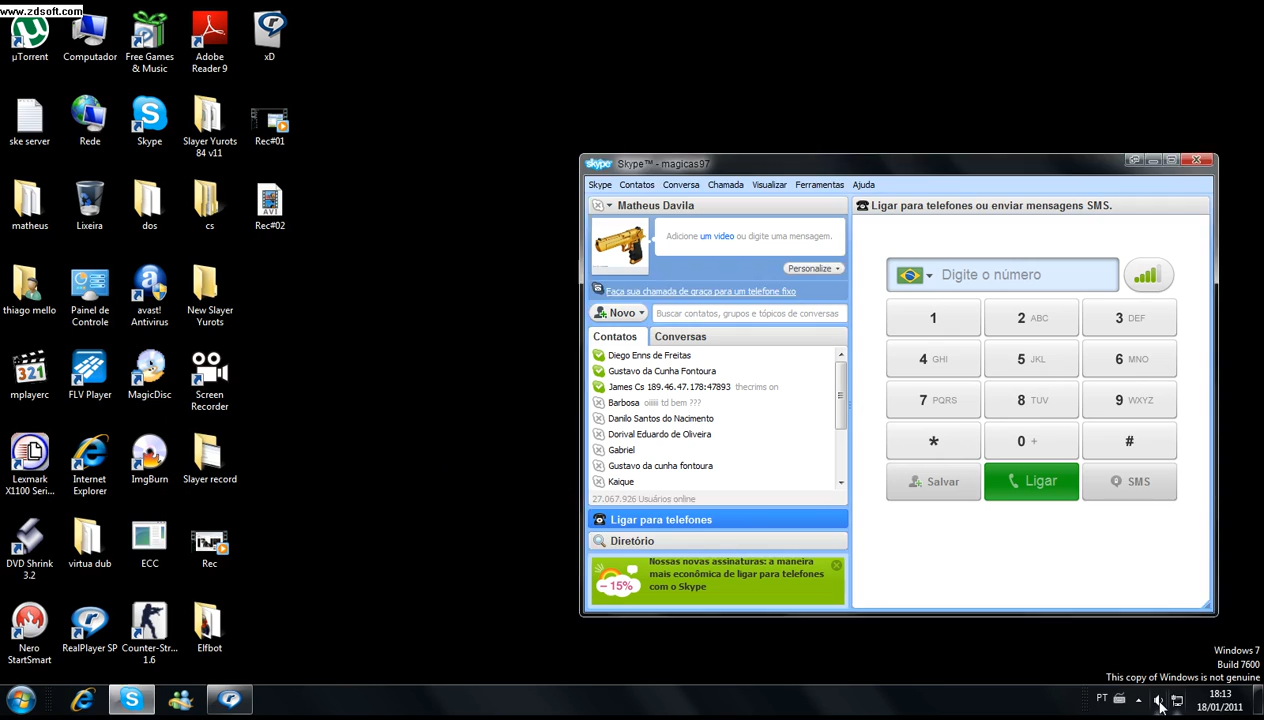 www.zdsoft.com
µTorrent
Computador
Free Games
& Music
Adobe
Reader 9
xD
ske server
Rede
Skype
Slayer Yurots
84 v11
Rec#01
matheus
Lixeira
dos
cs
Rec#02
thiago mello
Painel de
Controle
avast!
Antivirus
New Slayer
Yurots
mplayerc
FLV Player
MagicDisc
Screen
Recorder
Lexmark
X1100 Seri...
Internet
Explorer
ImgBurn
Slayer record
DVD Shrink
3.2
virtua dub
ECC
Rec
Nero
StartSmart
RealPlayer SP
Counter-Str...
1.6
Elfbot
Skype™ - magicas97
Skype Contatos Conversa Chamada Visualizar Ferramentas Ajuda
Matheus Davila
Adicione um video ou digite uma mensagem.
Personalize
Faça sua chamada de graça para um telefone fixo
Novo
Buscar contatos, grupos e tópicos de conversas
Contatos Conversas
Diego Enns de Freitas
Gustavo da Cunha Fontoura
James Cs 189.46.47.178:47893 thecrims on
Barbosa oiiiii td bem ???
Danilo Santos do Nacimento
Dorival Eduardo de Oliveira
Gabriel
Gustavo da cunha fontoura
Kaique
27.067.926 Usuários online
Ligar para telefones
Diretório
Nossas novas assinaturas: a maneira
mais econômica de ligar para telefones
com o Skype
– 15%
Ligar para telefones ou enviar mensagens SMS.
Digite o número
1 2 ABC 3 DEF
4 GHI 5 JKL 6 MNO
7 PQRS 8 TUV 9 WXYZ
* 0 + #
Salvar Ligar SMS
Windows 7
Build 7600
This copy of Windows is not genuine
PT
18:13
18/01/2011